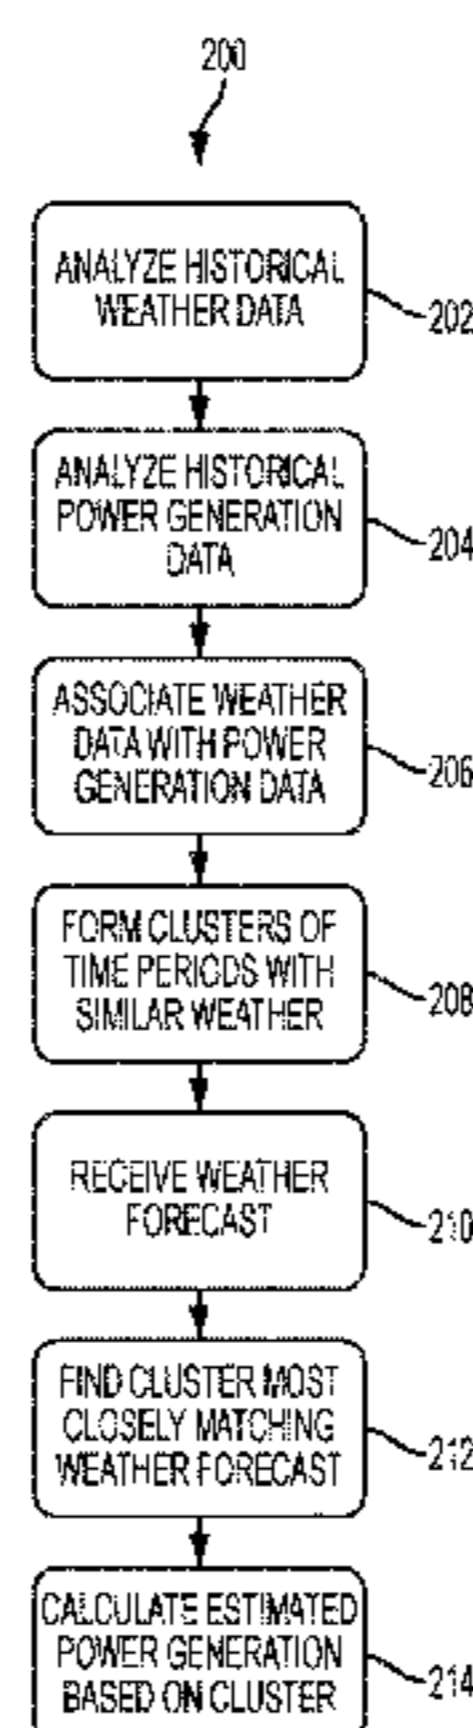 200
ANALYZE HISTORICAL
WEATHER DATA
202
ANALYZE HISTORICAL
POWER GENERATION
DATA
204
ASSOCIATE WEATHER
DATA WITH POWER
GENERATION DATA
206
FORM CLUSTERS OF
TIME PERIODS WITH
SIMILAR WEATHER
208
RECEIVE WEATHER
FORECAST
210
FIND CLUSTER MOST
CLOSELY MATCHING
WEATHER FORECAST
212
CALCULATE ESTIMATED
POWER GENERATION
BASED ON CLUSTER
214